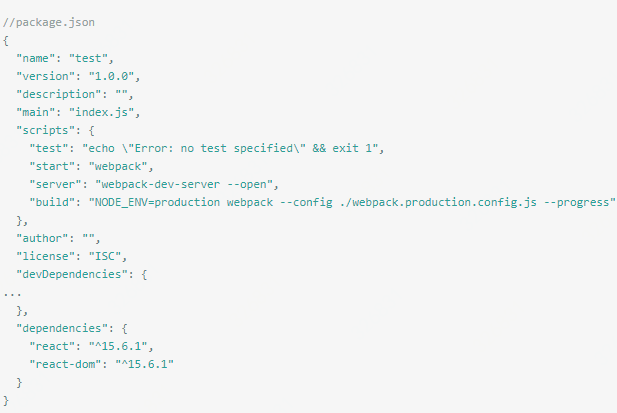 //package.json
{
  "name": "test",
  "version": "1.0.0",
  "description": "",
  "main": "index.js",
  "scripts": {
    "test": "echo \"Error: no test specified\" && exit 1",
    "start": "webpack",
    "server": "webpack-dev-server --open",
    "build": "NODE_ENV=production webpack --config ./webpack.production.config.js --progress"
  },
  "author": "",
  "license": "ISC",
  "devDependencies": {
...
  },
  "dependencies": {
    "react": "^15.6.1",
    "react-dom": "^15.6.1"
  }
}